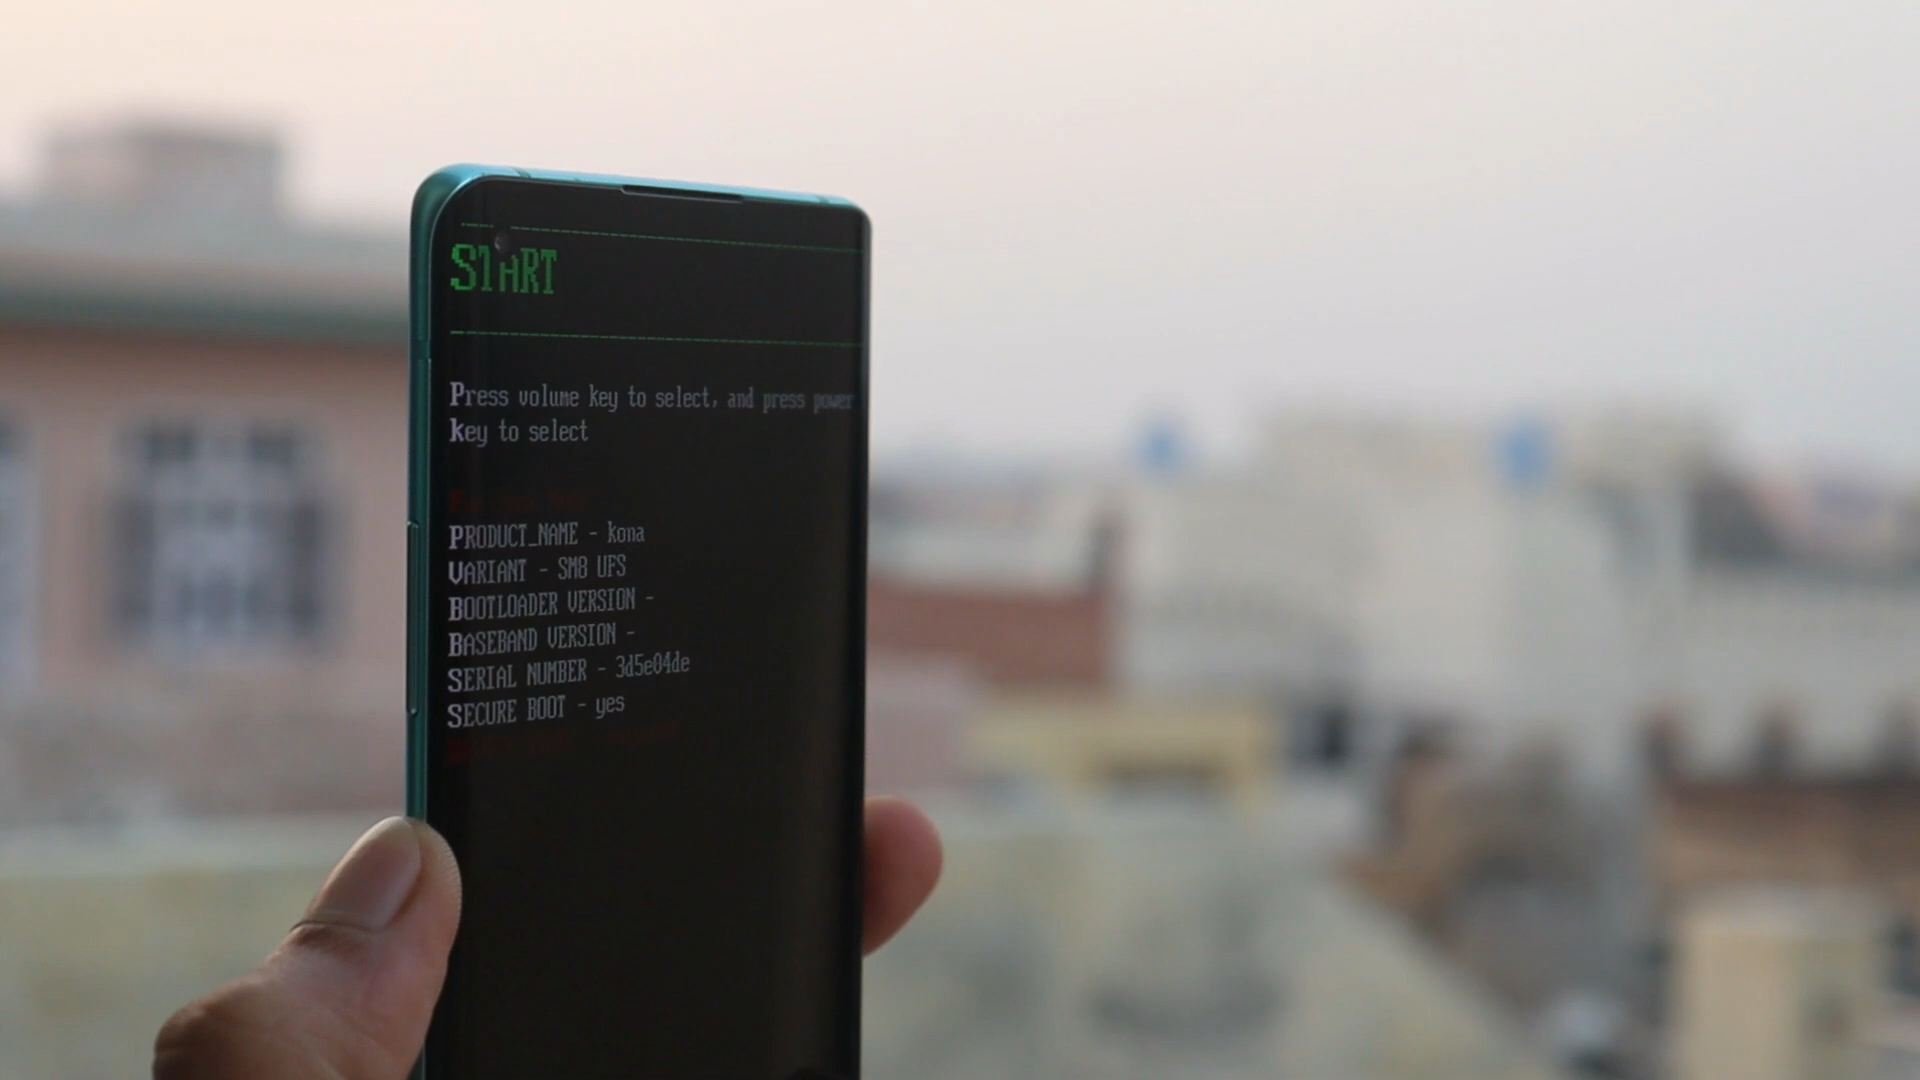 START
Press volume key to select, and press power
key to select
PRODUCT_NAME - kona
VARIANT - SM8 UFS
BOOTLOADER VERSION -
BASEBAND VERSION -
SERIAL NUMBER - 3d5e04de
SECURE BOOT - yes